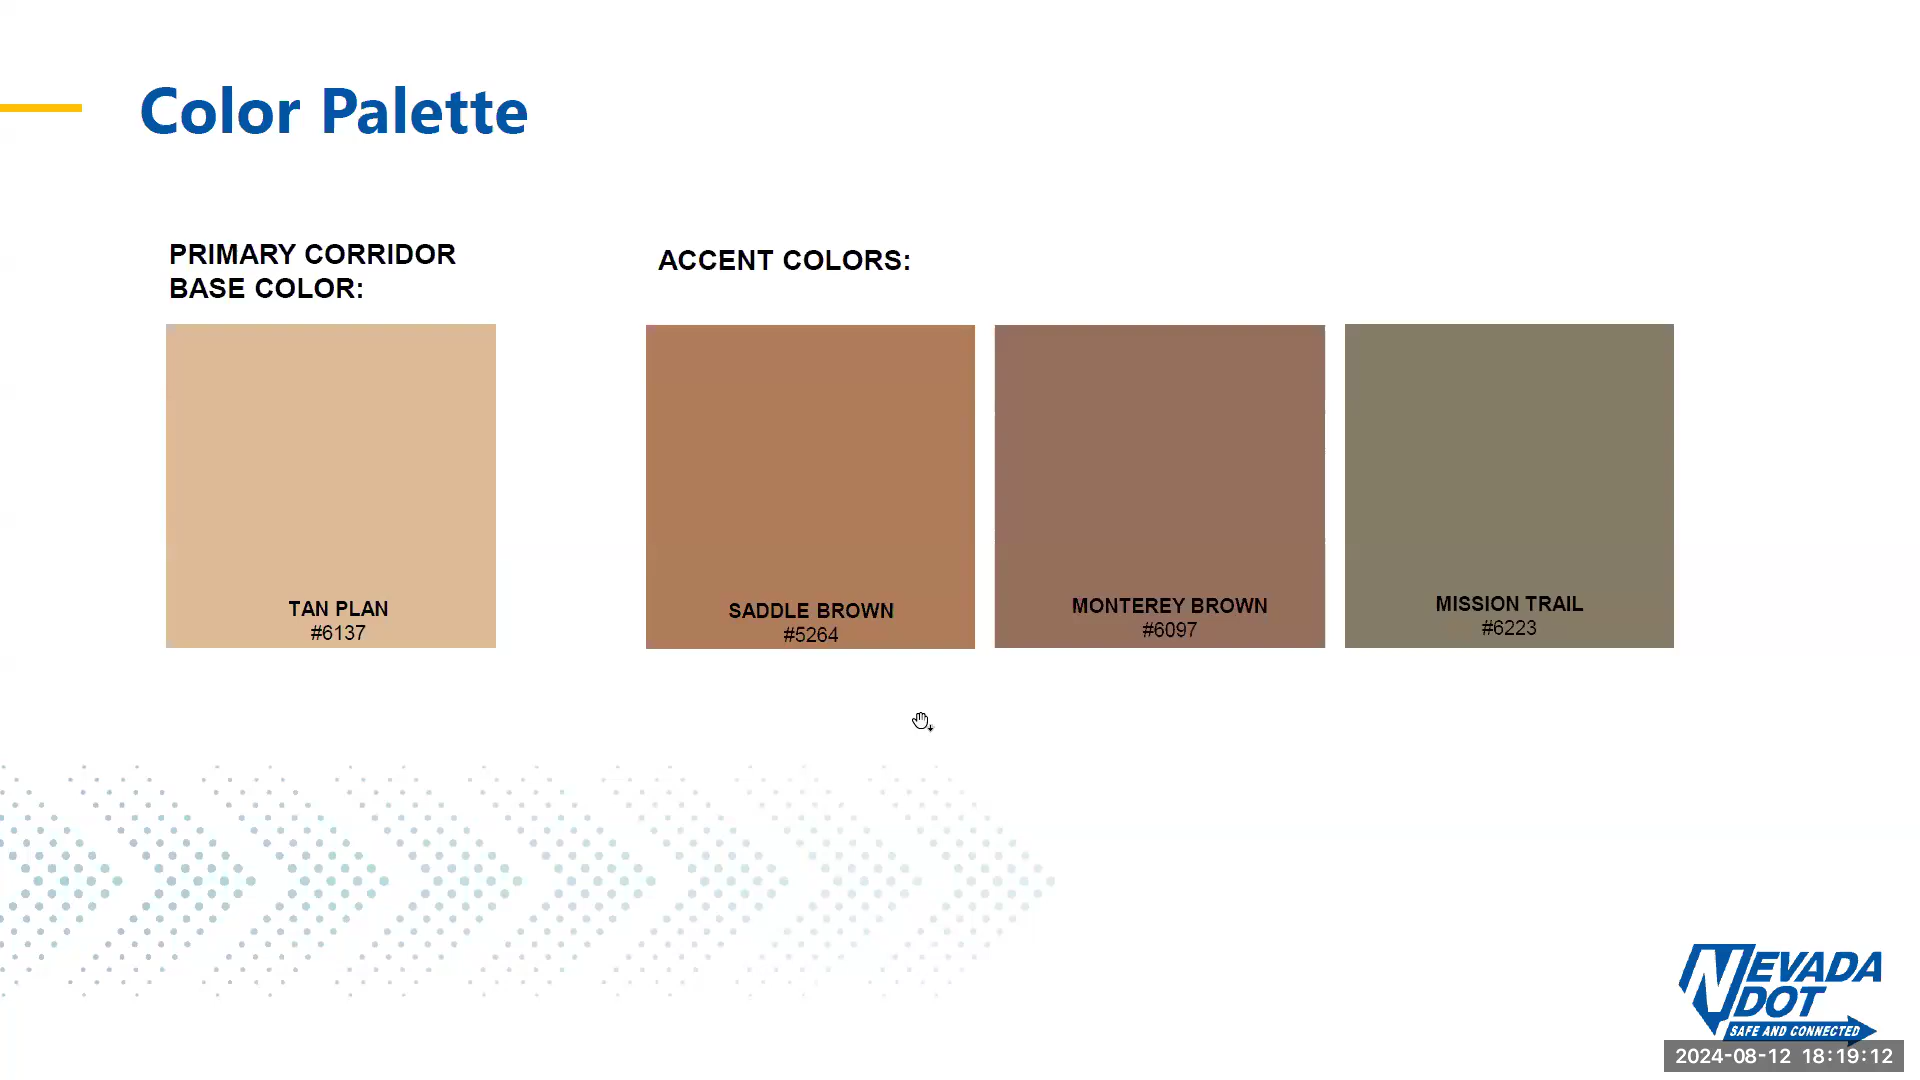 Color Palette
PRIMARY CORRIDOR
BASE COLOR:
ACCENT COLORS:
TAN PLAN
#6137
SADDLE BROWN
#5264
MONTEREY BROWN
#6097
MISSION TRAIL
#6223
NEVADA
DOT
SAFE AND CONNECTED
2024-08-12 18:19:12